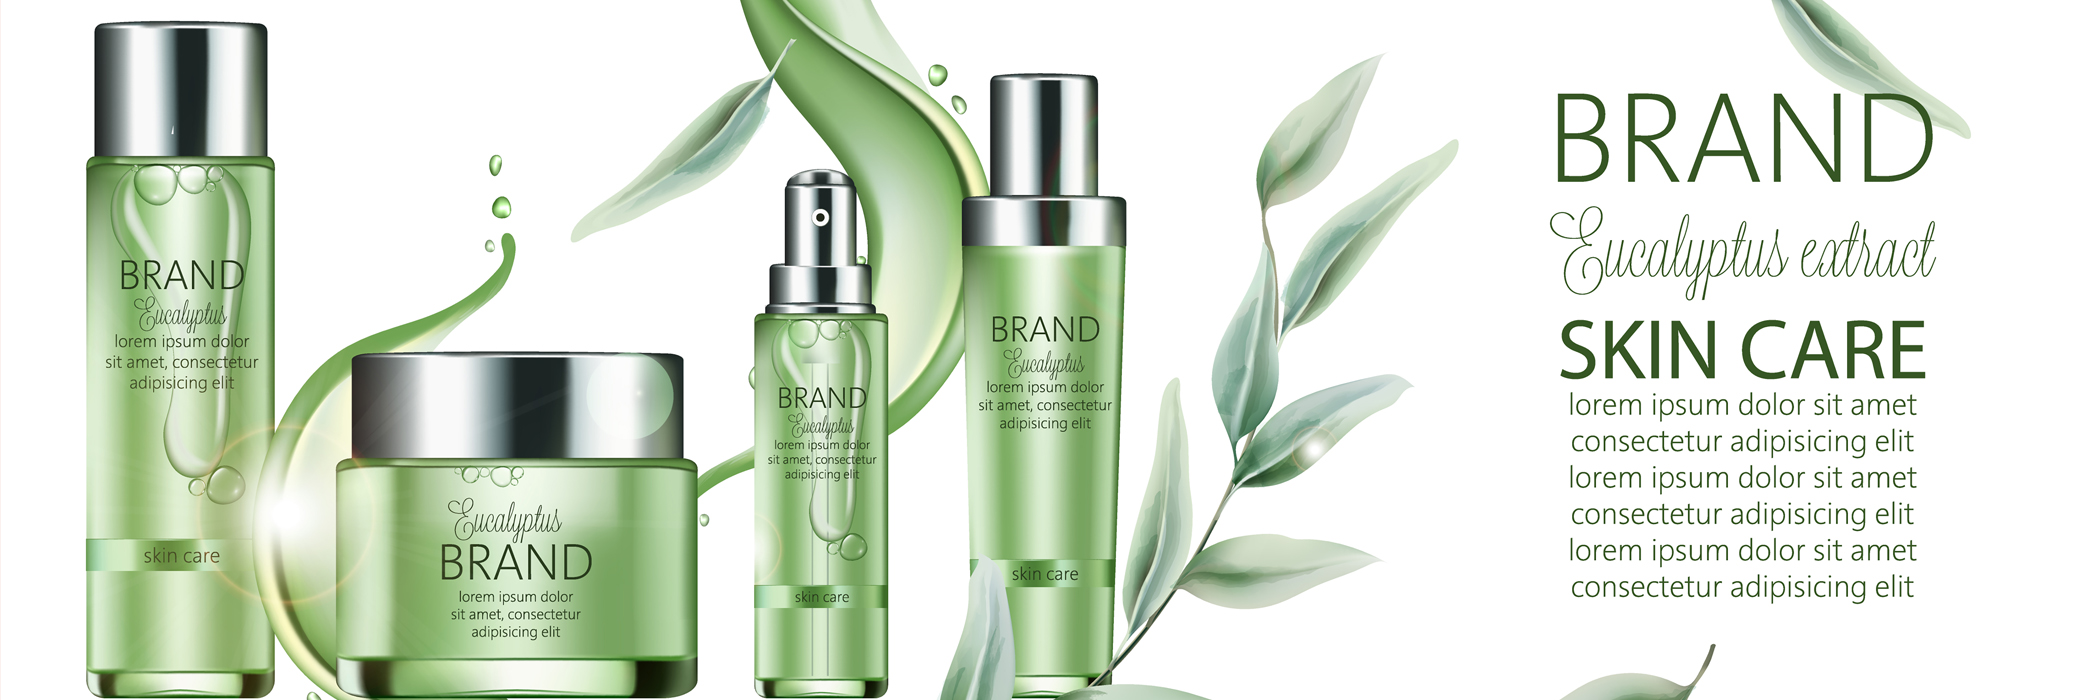 BRAND
Eucalyptus
lorem ipsum dolor
sit amet, consectetur
adipisicing elit
skin care
Eucalyptus
BRAND
lorem ipsum dolor
sit amet, consectetur
adipisicing elit
BRAND
Eucalyptus
lorem ipsum dolor
sit amet, consectetur
adipisicing elit
skin care
BRAND
Eucalyptus
lorem ipsum dolor
sit amet, consectetur
adipisicing elit
skin care
BRAND
Eucalyptus extract
SKIN CARE
lorem ipsum dolor sit amet
consectetur adipisicing elit
lorem ipsum dolor sit amet
consectetur adipisicing elit
lorem ipsum dolor sit amet
consectetur adipisicing elit